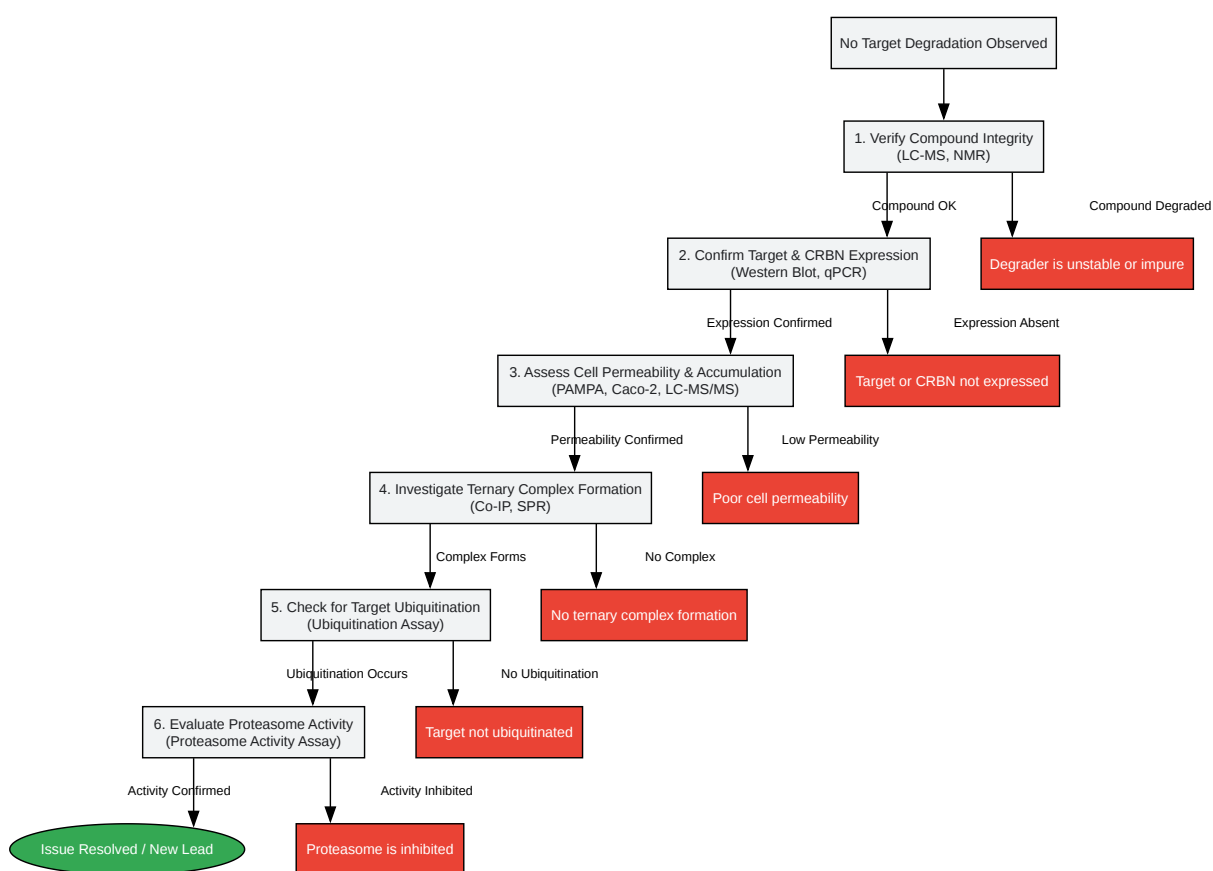 No Target Degradation Observed
1. Verify Compound Integrity
(LC-MS, NMR)
Compound OK
Compound Degraded
2. Confirm Target & CRBN Expression
(Western Blot, qPCR)
Degrader is unstable or impure
Expression Confirmed
Expression Absent
3. Assess Cell Permeability & Accumulation
(PAMPA, Caco-2, LC-MS/MS)
Target or CRBN not expressed
Permeability Confirmed
Low Permeability
4. Investigate Ternary Complex Formation
(Co-IP, SPR)
Poor cell permeability
Complex Forms
No Complex
5. Check for Target Ubiquitination
(Ubiquitination Assay)
No ternary complex formation
Ubiquitination Occurs
No Ubiquitination
6. Evaluate Proteasome Activity
(Proteasome Activity Assay)
Target not ubiquitinated
Activity Confirmed
Activity Inhibited
Issue Resolved / New Lead
Proteasome is inhibited